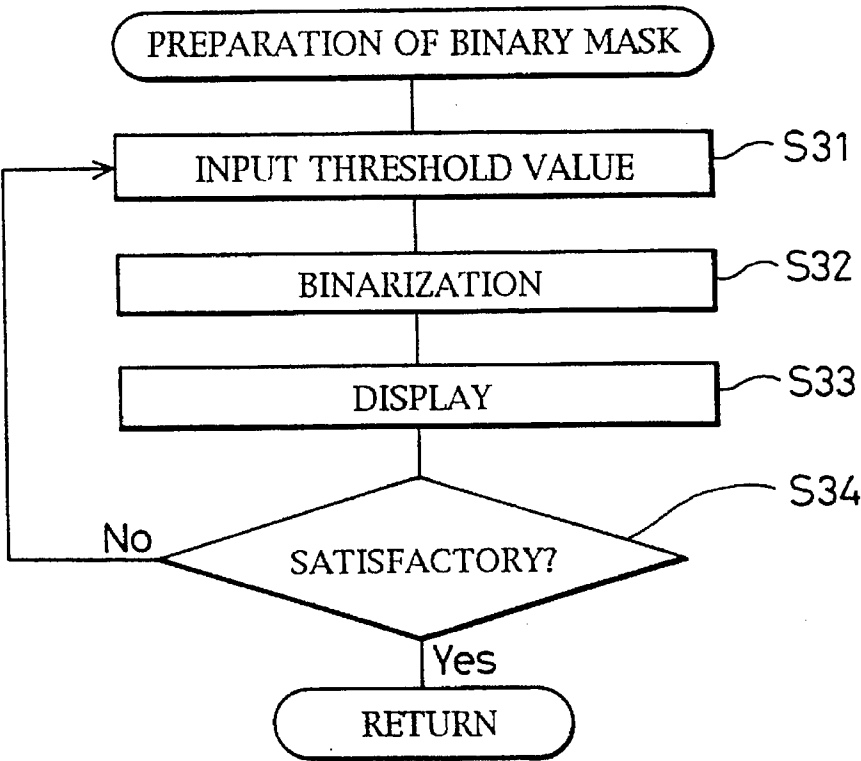 PREPARATION OF BINARY MASK
INPUT THRESHOLD VALUE
S31
BINARIZATION
S32
DISPLAY
S33
S34
No
SATISFACTORY?
Yes
RETURN